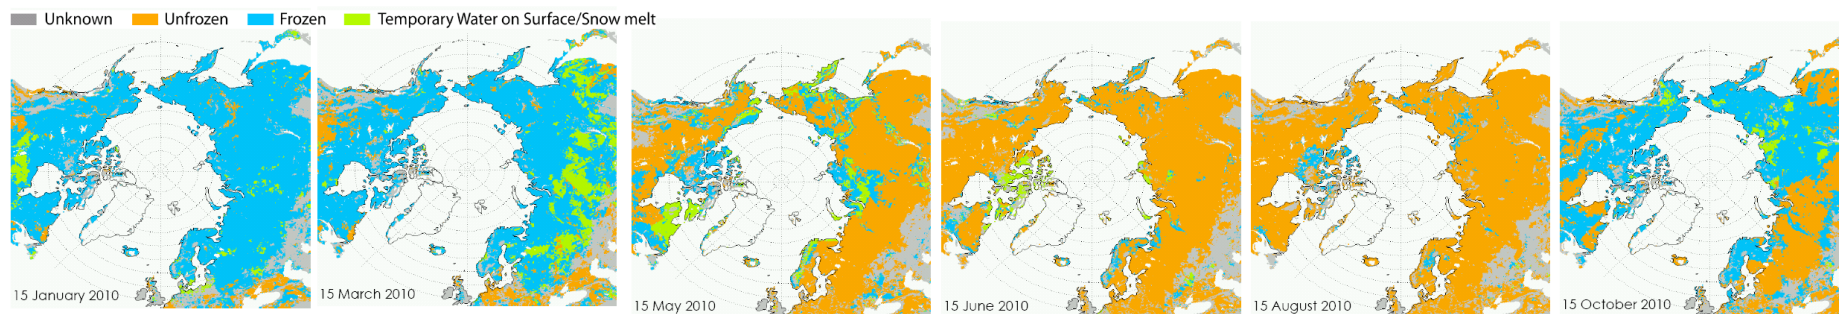 Unknown Unfrozen Frozen Temporary Water on Surface/Snow melt
15 January 2010
15 March 2010
15 May 2010
15 June 2010
15 August 2010
15 October 2010